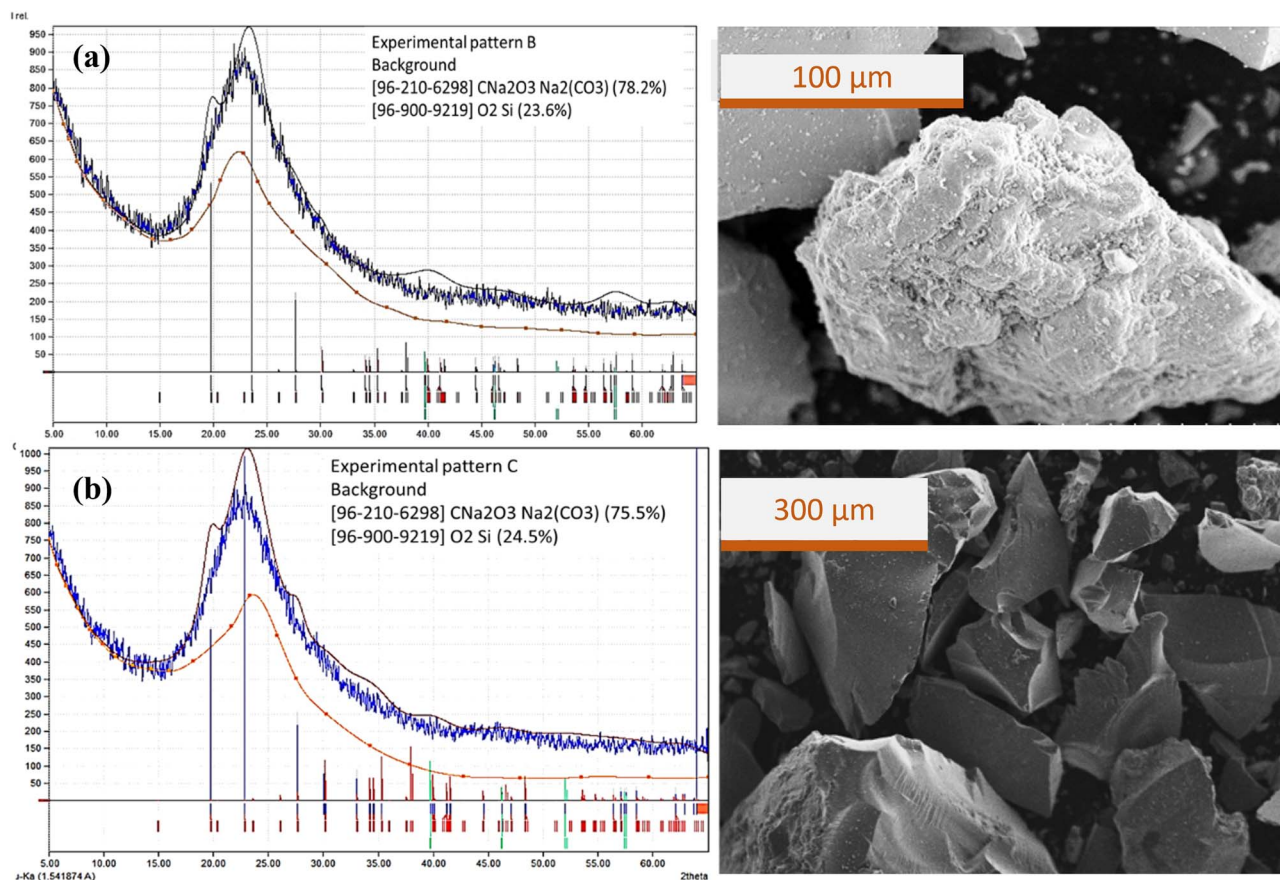 I rel.
(a)
Experimental pattern B
Background
[96-210-6298] CNa2O3 Na2(CO3) (78.2%)
[96-900-9219] O2 Si (23.6%)
950
900
850
800
750
700
650
600
550
500
450
400
350
300
250
200
150
100
50
5.00 10.00 15.00 20.00 25.00 30.00 35.00 40.00 45.00 50.00 55.00 60.00
100 µm
(b)
Experimental pattern C
Background
[96-210-6298] CNa2O3 Na2(CO3) (75.5%)
[96-900-9219] O2 Si (24.5%)
1000
950
900
850
800
750
700
650
600
550
500
450
400
350
300
250
200
150
100
50
5.00 10.00 15.00 20.00 25.00 30.00 35.00 40.00 45.00 50.00 55.00 60.00
(1.541874 A) 2theta
300 µm